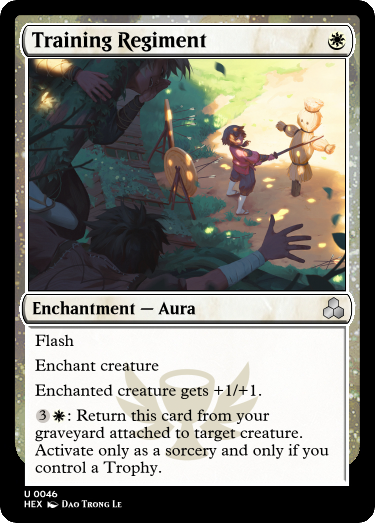 Training Regiment
Enchantment — Aura
Flash
Enchant creature
Enchanted creature gets +1/+1.
3: Return this card from your
graveyard attached to target creature.
Activate only as a sorcery and only if you
control a Trophy.
U 0046
HEX Dao Trong Le